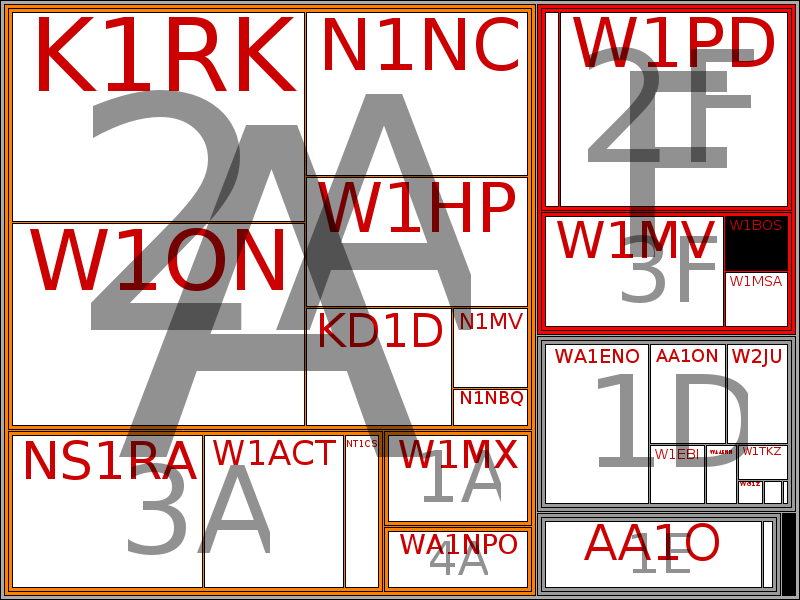 K1RK
N1NC
W1PD
2A
A
2F
F
W1HP
W1ON
W1MV
3F
W1BOS
W1MSA
KD1D
N1MV
N1NBQ
WA1ENO
AA1ON
W2JU
1D
W1EBI
W1TKZ
NS1RA
W1ACT
NT1CS
W1MX
3A
1A
WA1NPO
4A
AA1O
1E